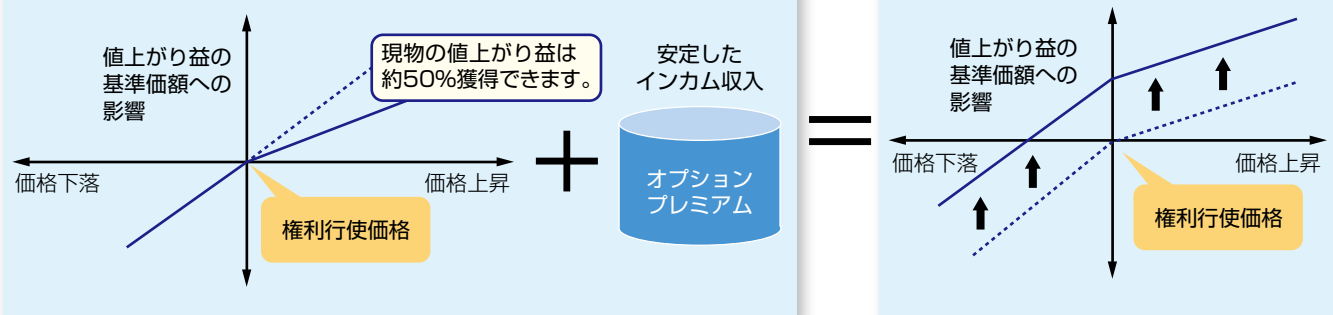 値上がり益の
基準価額への
影響
現物の値上がり益は
約50％獲得できます。
価格下落
価格上昇
権利行使価格
安定した
インカム収入
オプション
プレミアム
値上がり益の
基準価額への
影響
価格下落
価格上昇
権利行使価格